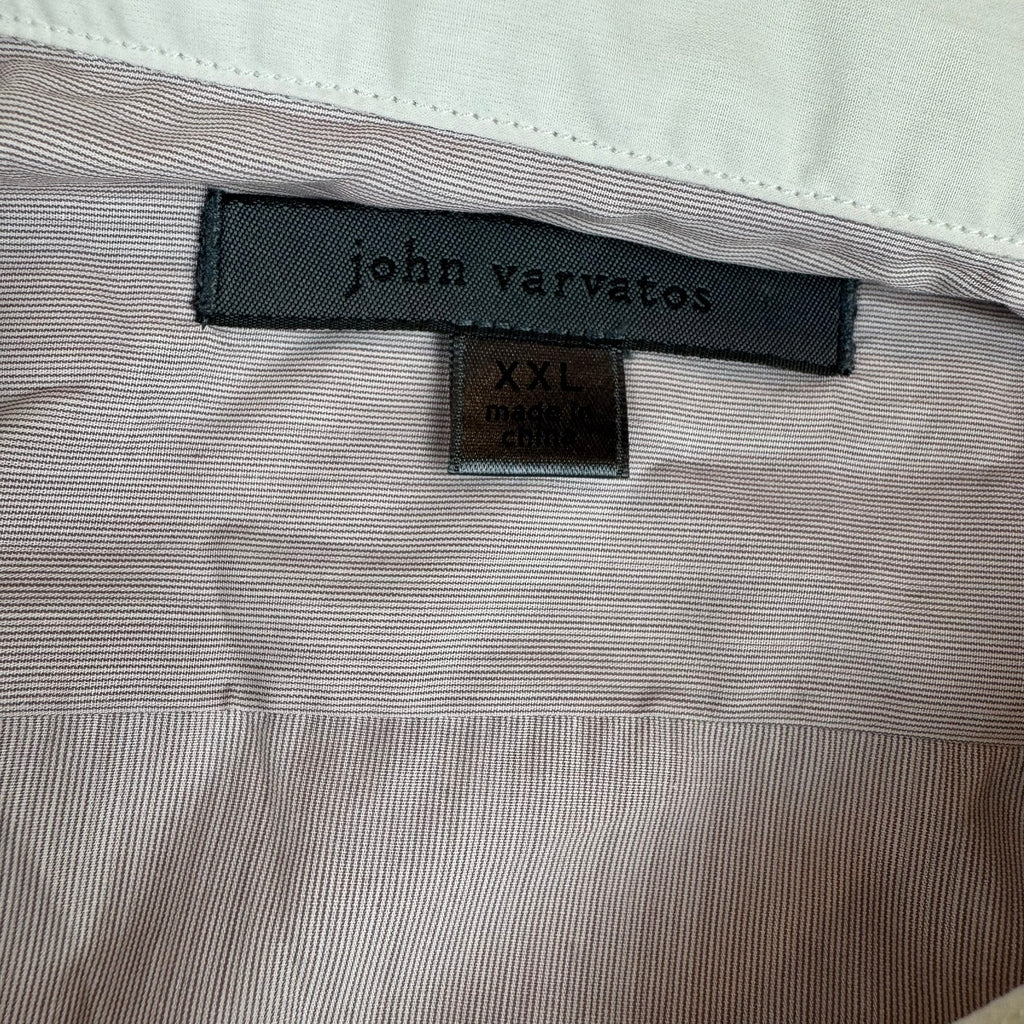 john varvatos
XXL
made in
china